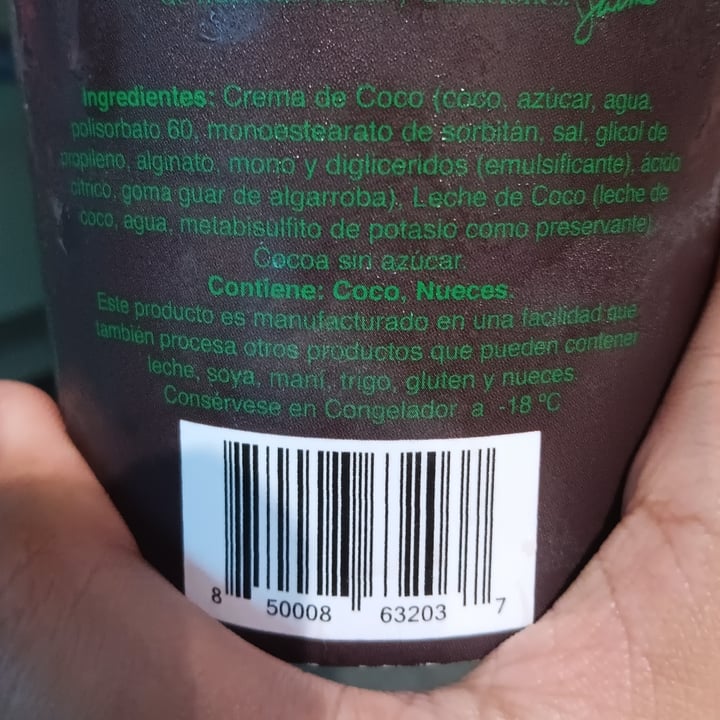 Ingredientes: Crema de Coco (coco, azúcar, agua,
polisorbato 60, monoestearato de sorbitán, sal, glicol de
propileno, alginato, mono y digliceridos (emulsificante), ácido
cítrico, goma guar de algarroba). Leche de Coco (leche de
coco, agua, metabisulfito de potasio como preservante).
Cocoa sin azúcar.
Contiene: Coco, Nueces.
Este producto es manufacturado en una facilidad que
también procesa otros productos que pueden contener
leche, soya, maní, trigo, gluten y nueces.
Consérvese en Congelador a -18 ºC
8 50008 63203 7